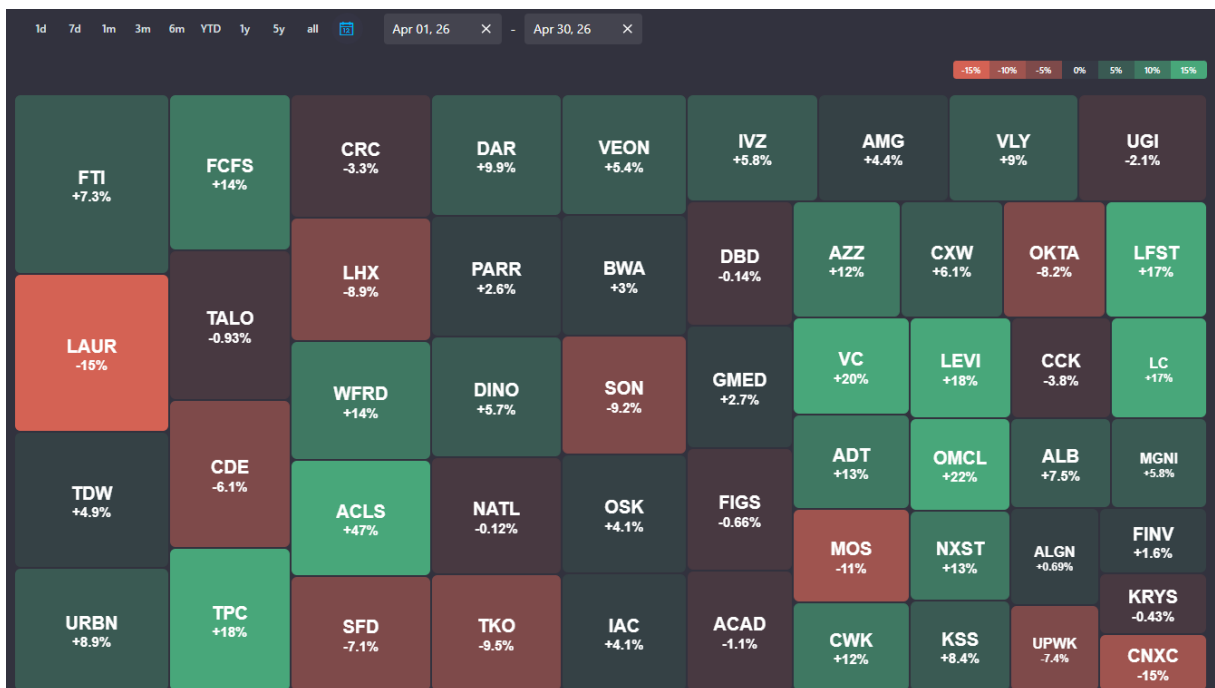 1d 7d 1m 3m 6m YTD 1y 5y all 12 Apr 01, 26 × - Apr 30, 26 ×
-15% -10% -5% 0% 5% 10% 15%
FTI
+7.3%
LAUR
-15%
TDW
+4.9%
URBN
+8.9%
FCFS
+14%
TALO
-0.93%
CDE
-6.1%
TPC
+18%
CRC
-3.3%
LHX
-8.9%
WFRD
+14%
ACLS
+47%
SFD
-7.1%
DAR
+9.9%
PARR
+2.6%
DINO
+5.7%
NATL
-0.12%
TKO
-9.5%
VEON
+5.4%
BWA
+3%
SON
-9.2%
OSK
+4.1%
IAC
+4.1%
IVZ
+5.8%
AMG
+4.4%
VLY
+9%
UGI
-2.1%
DBD
-0.14%
GMED
+2.7%
FIGS
-0.66%
ACAD
-1.1%
AZZ
+12%
CXW
+6.1%
OKTA
-8.2%
LFST
+17%
VC
+20%
LEVI
+18%
CCK
-3.8%
LC
+17%
ADT
+13%
OMCL
+22%
ALB
+7.5%
MGNI
+5.8%
MOS
-11%
NXST
+13%
ALGN
+0.69%
FINV
+1.6%
KRYS
-0.43%
CWK
+12%
KSS
+8.4%
UPWK
-7.4%
CNXC
-15%